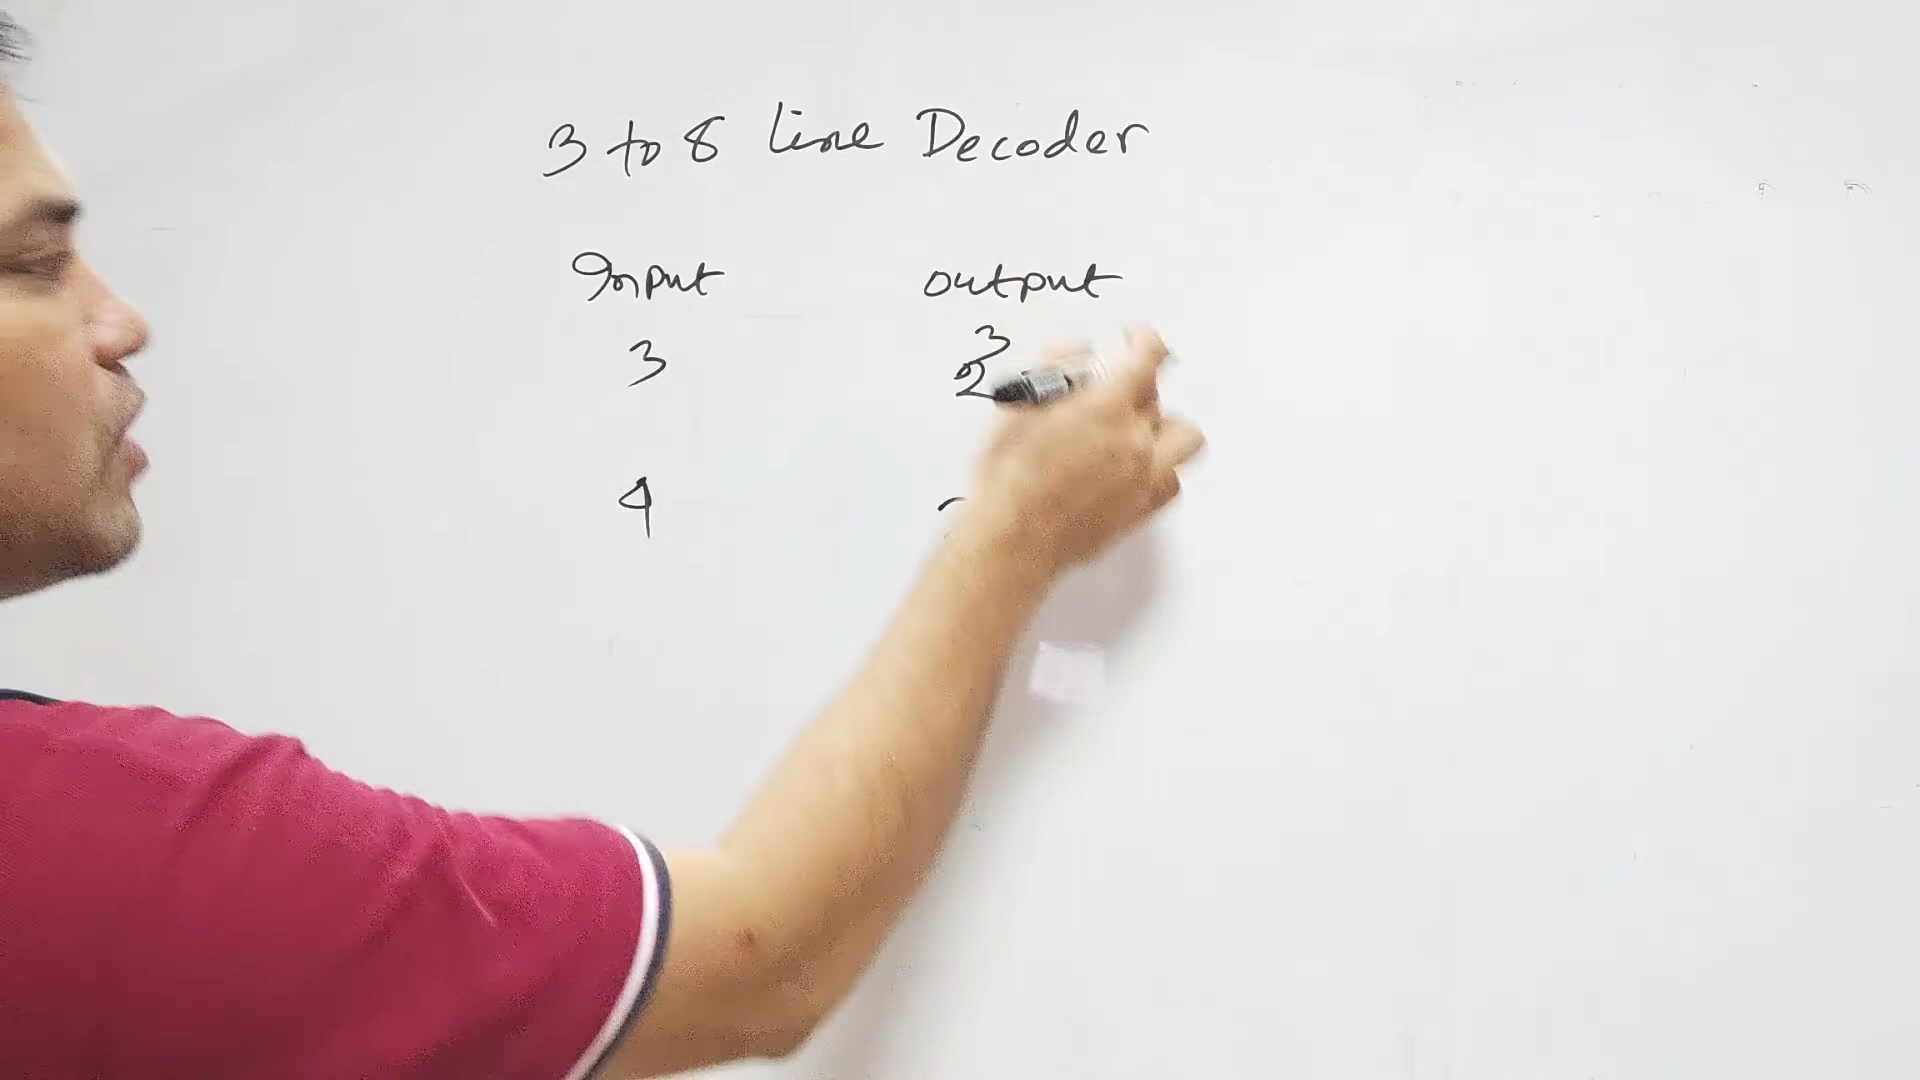 3 to 8 Line Decoder
Input output
3 2³
4